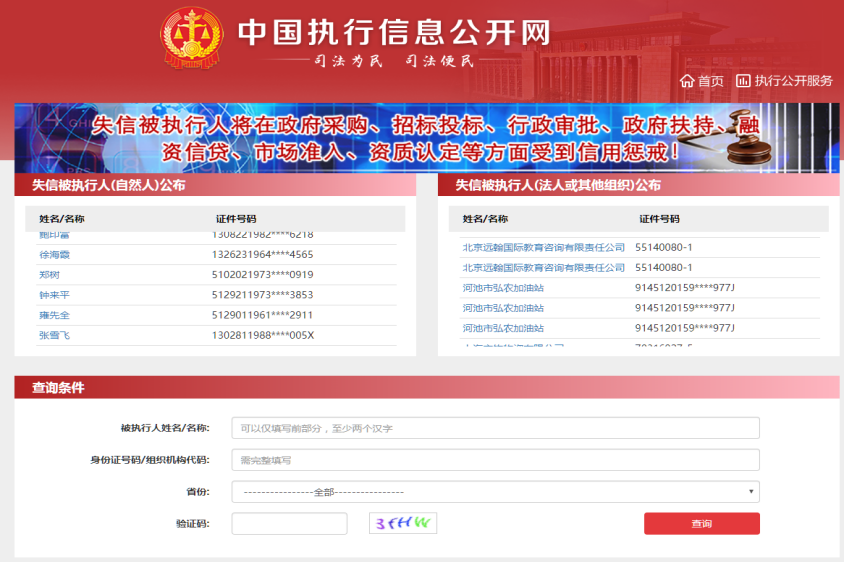 中国执行信息公开网
司法为民 司法便民
首页 执行公开服务
失信被执行人将在政府采购、招标投标、行政审批、政府扶持、融
资信贷、市场准入、资质认定等方面受到信用惩戒！
失信被执行人(自然人)公布
姓名/名称 证件号码
鲍印富 1308221982****6218
徐海霞 1326231964****4565
郑树 5102021973****0919
钟来平 5129211973****3853
雍先全 5129011961****2911
张雪飞 1302811988****005X
失信被执行人(法人或其他组织)公布
姓名/名称 证件号码
北京远翰国际教育咨询有限责任公司 55140080-1
北京远翰国际教育咨询有限责任公司 55140080-1
河池市弘农加油站 9145120159****977J
河池市弘农加油站 9145120159****977J
河池市弘农加油站 9145120159****977J
查询条件
被执行人姓名/名称: 可以仅填写前部分，至少两个汉字
身份证号码/组织机构代码: 需完整填写
省份: ----------------全部----------------
验证码: 查询